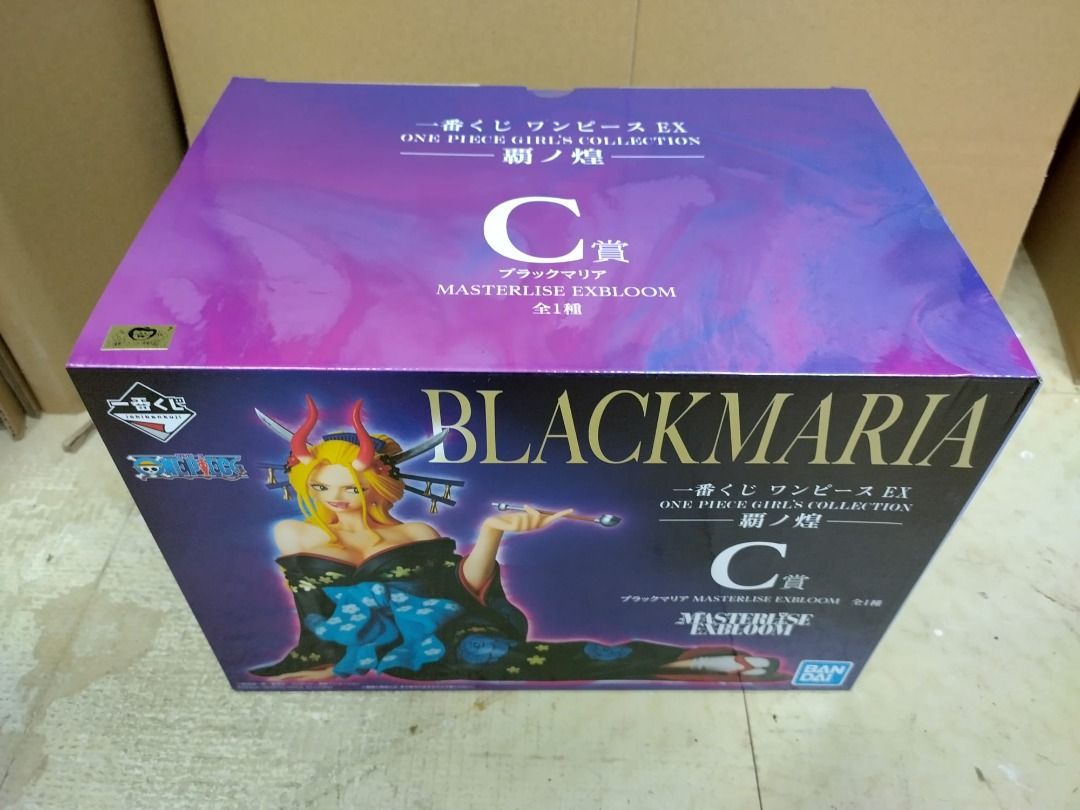 一番くじ ワンピース EX
ONE PIECE GIRL'S COLLECTION
覇ノ煌
C賞
ブラックマリア
MASTERLISE EXBLOOM
全1種
一番くじ
ichibankuji
ONE PIECE
BLACKMARIA
一番くじ ワンピース EX
ONE PIECE GIRL'S COLLECTION
覇ノ煌
C賞
ブラックマリア MASTERLISE EXBLOOM 全1種
MASTERLISE
EXBLOOM
BAN
DAI